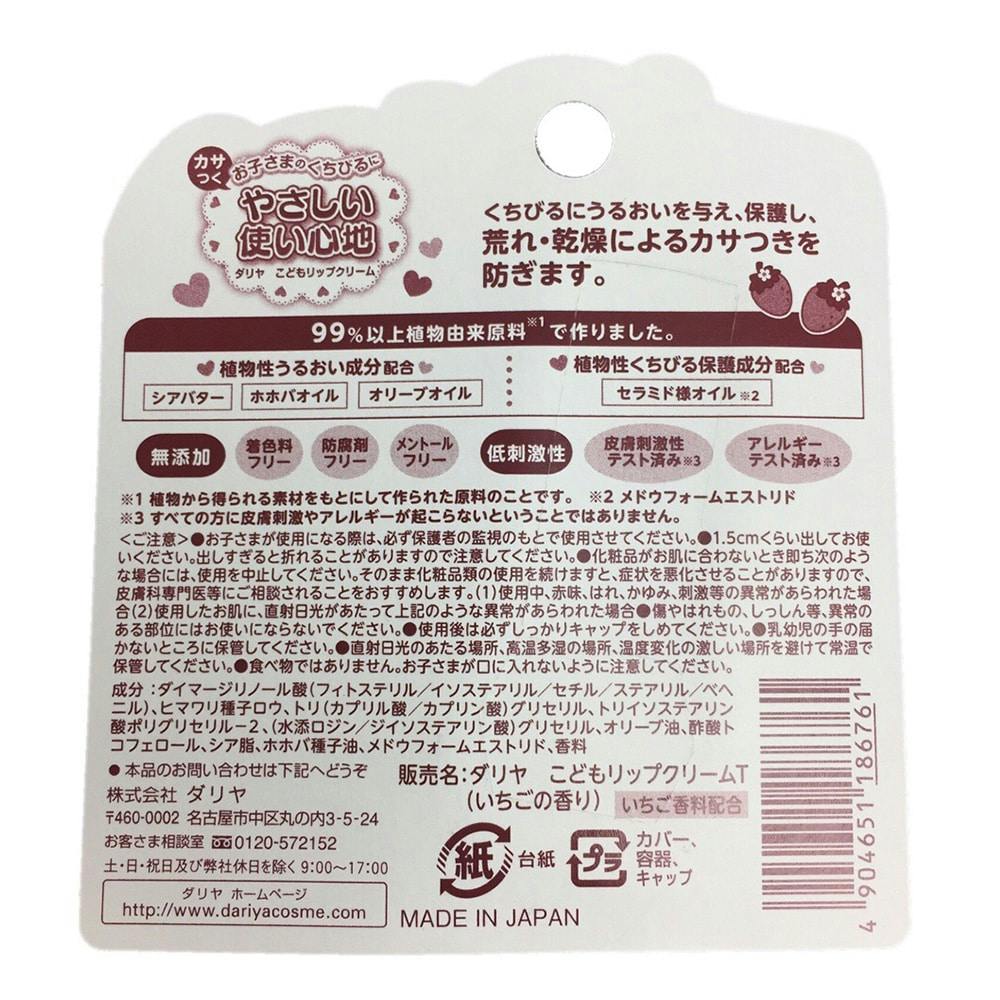 カサつく
お子さまのくちびるに
やさしい
使い心地
ダリヤ こどもリップクリーム
くちびるにうるおいを与え、保護し、
荒れ・乾燥によるカサつきを
防ぎます。
99%以上植物由来原料※1で作りました。
植物性うるおい成分配合
シアバター ホホバオイル オリーブオイル
植物性くちびる保護成分配合
セラミド様オイル※2
無添加 着色料フリー 防腐剤フリー メントールフリー 低刺激性 皮膚刺激性テスト済み※3 アレルギーテスト済み※3
※1 植物から得られる素材をもとにして作られた原料のことです。 ※2 メドウフォームエストリド
※3 すべての方に皮膚刺激やアレルギーが起こらないということではありません。
<ご注意>●お子さまが使用になる際は、必ず保護者の監視のもとで使用させてください。●1.5cmくらい出してお使
いください。出しすぎると折れることがありますので注意してください。●化粧品がお肌に合わないとき即ち次のよう
な場合には、使用を中止してください。そのまま化粧品類の使用を続けますと、症状を悪化させることがありますので、
皮膚科専門医等にご相談されることをおすすめします。(1)使用中、赤味、はれ、かゆみ、刺激等の異常があらわれた場
合(2)使用したお肌に、直射日光があたって上記のような異常があらわれた場合●傷やはれもの、しっしん等、異常の
ある部位にはお使いにならないでください。●使用後は必ずしっかりキャップをしめてください。●乳幼児の手の届
かないところに保管してください。●直射日光のあたる場所、高温多湿の場所、温度変化の激しい場所を避けて常温で
保管してください。●食べ物ではありません。お子さまが口に入れないように注意してください。
成分:ダイマージリノール酸(フィトステリル/イソステアリル/セチル/ステアリル/ベヘ
ニル)、ヒマワリ種子ロウ、トリ(カプリル酸/カプリン酸)グリセリル、トリイソステアリン
酸ポリグリセリル-2、(水添ロジン/ジイソステアリン酸)グリセリル、オリーブ油、酢酸ト
コフェロール、シア脂、ホホバ種子油、メドウフォームエストリド、香料
●本品のお問い合わせは下記へどうぞ
株式会社 ダリヤ
〒460-0002 名古屋市中区丸の内3-5-24
お客さま相談室 0120-572152
土・日・祝日及び弊社休日を除く 9:00〜17:00
ダリヤ ホームページ
http://www.dariyacosme.com
販売名:ダリヤ こどもリップクリームT
(いちごの香り) いちご香料配合
紙 台紙
プラ カバー、
容器、
キャップ
MADE IN JAPAN
4 904651 186761